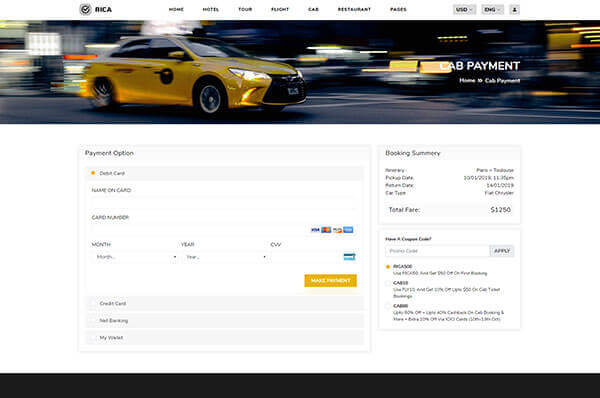 RICA HOME HOTEL TOUR FLIGHT CAB RESTAURANT PAGES USD ENG
CAB PAYMENT
Home » Cab Payment
Payment Option
Debit Card
NAME ON CARD
CARD NUMBER
VISA
MONTH YEAR CVV
Month... Year...
MAKE PAYMENT
Credit Card
Net Banking
My Wallet
Booking Summery
Itinerary : Paris » Toulouse
Pickup Date: 10/01/2019, 11:35pm
Return Date: 14/01/2019
Car Type Fiat Chrysler
Total Fare: $1250
Have A Coupon Code?
Promo Code APPLY
RICA500
Use RICA50, And Get $50 Off On First Booking.
CAB10
Use FLY10, And Get 10% Off Upto $50 On Cab Ticket
Bookings.
Upto 50% Off + Upto 40% Cashback On Cab Booking &
More + Extra 10% Off Via ICICI Cards (10th-13th Oct)